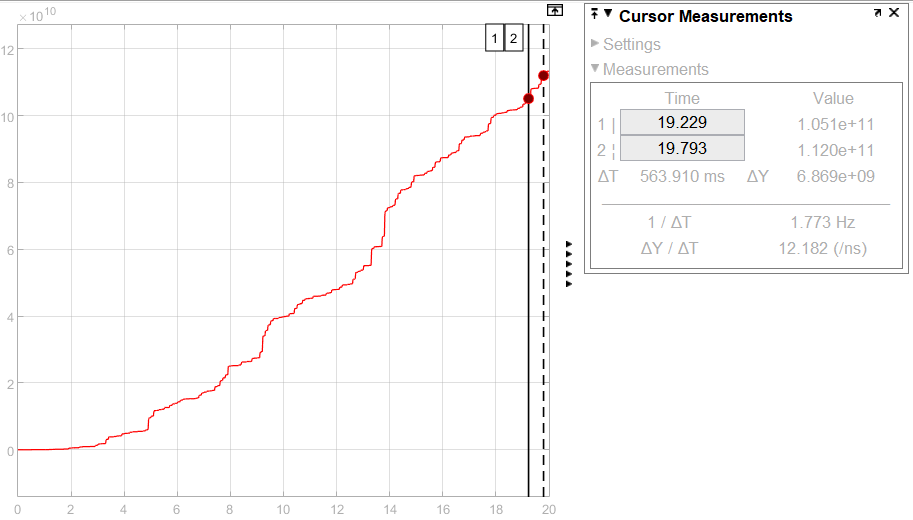 ×10^10
12
10
8
6
4
2
0
0 2 4 6 8 10 12 14 16 18 20
1 2
Cursor Measurements
Settings
Measurements
Time Value
1 | 19.229 1.051e+11
2 ¦ 19.793 1.120e+11
ΔT 563.910 ms ΔY 6.869e+09
1 / ΔT 1.773 Hz
ΔY / ΔT 12.182 (/ns)